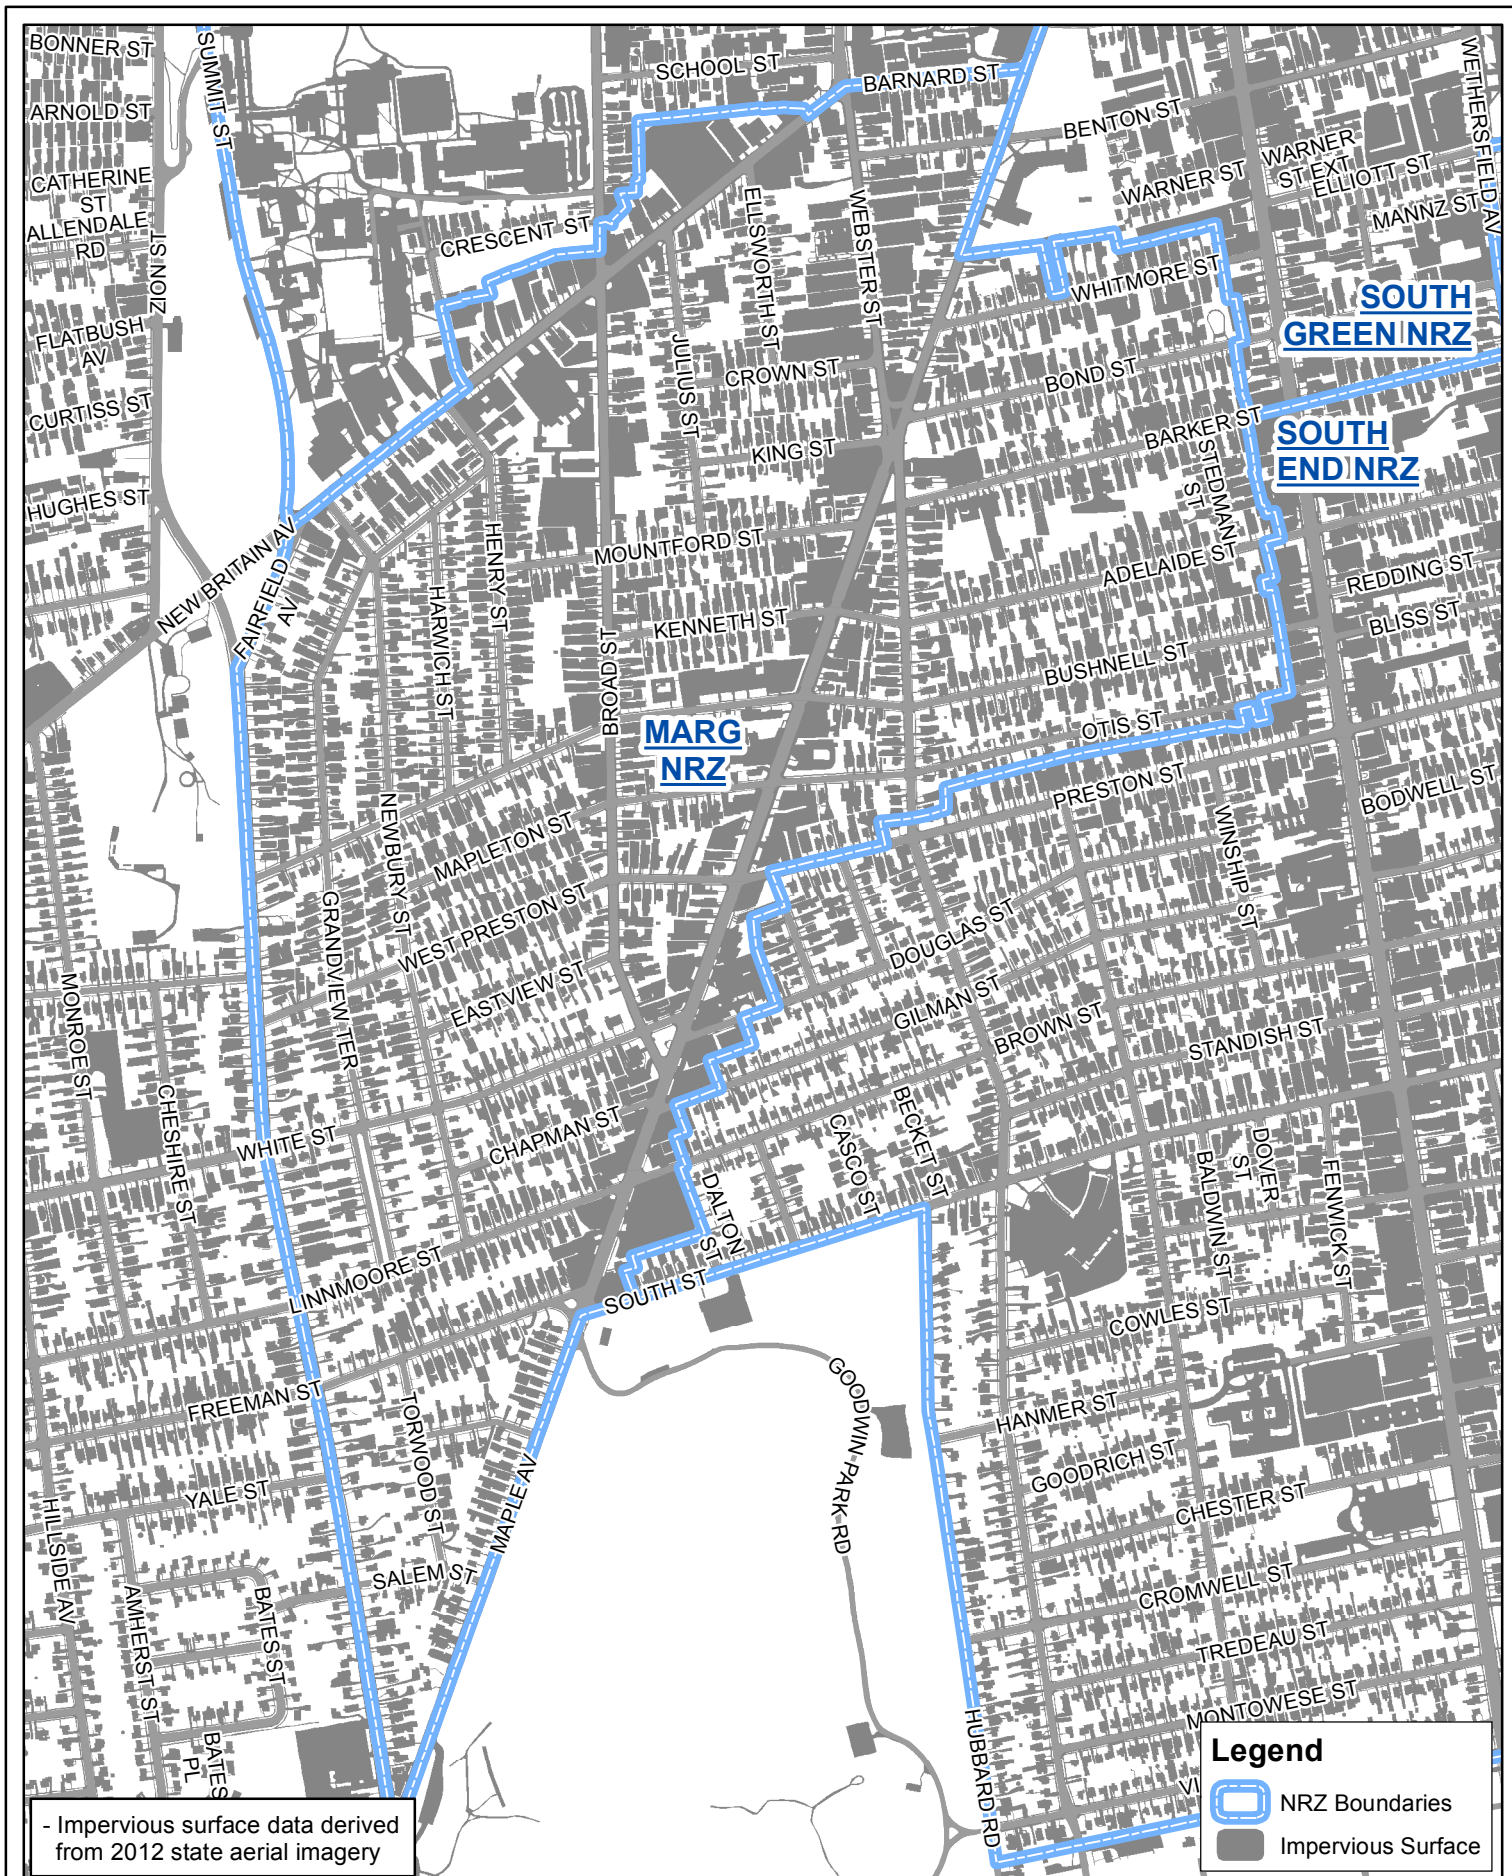 BONNER ST
SUMMIT ST
SCHOOL ST
BARNARD ST
WETHERSFIELD AV
ARNOLD ST
BENTON ST
WARNER
ST EXT
ELLIOTT ST
CATHERINE
ST
WARNER ST
MANNZ ST
ALLENDALE
RD
ZION ST
CRESCENT ST
ELLSWORTH ST
WEBSTER ST
WHITMORE ST
SOUTH
GREEN NRZ
FLATBUSH
AV
JULIUS ST
CROWN ST
BOND ST
CURTISS ST
KING ST
BARKER ST
SOUTH
END NRZ
STEDMAN
ST
HUGHES ST
NEW BRITAIN AV
HENRY ST
MOUNTFORD ST
ADELAIDE ST
REDDING ST
FAIRFIELD
AV
HARWICH ST
KENNETH ST
BLISS ST
BROAD ST
BUSHNELL ST
MARG
NRZ
OTIS ST
PRESTON ST
BODWELL ST
NEWBURY ST
MAPLETON ST
WINSHIP ST
GRANDVIEW TER
WEST PRESTON ST
DOUGLAS ST
EASTVIEW ST
GILMAN ST
MONROE ST
BROWN ST
STANDISH ST
CHESHIRE ST
WHITE ST
CHAPMAN ST
CASCO ST
BECKET ST
DALTON
ST
BALDWIN ST
DOVER
ST
FENWICK ST
LINNMOORE ST
SOUTH ST
COWLES ST
FREEMAN ST
TORWOOD ST
GOODWIN PARK RD
HANMER ST
GOODRICH ST
MAPLE AV
YALE ST
CHESTER ST
HILLSIDE AV
SALEM ST
AMHERST ST
BATES ST
CROMWELL ST
TREDEAU ST
MONTOWESE ST
HUBBARD RD
BATES
PL
VI
Legend
NRZ Boundaries
Impervious Surface
- Impervious surface data derived
from 2012 state aerial imagery